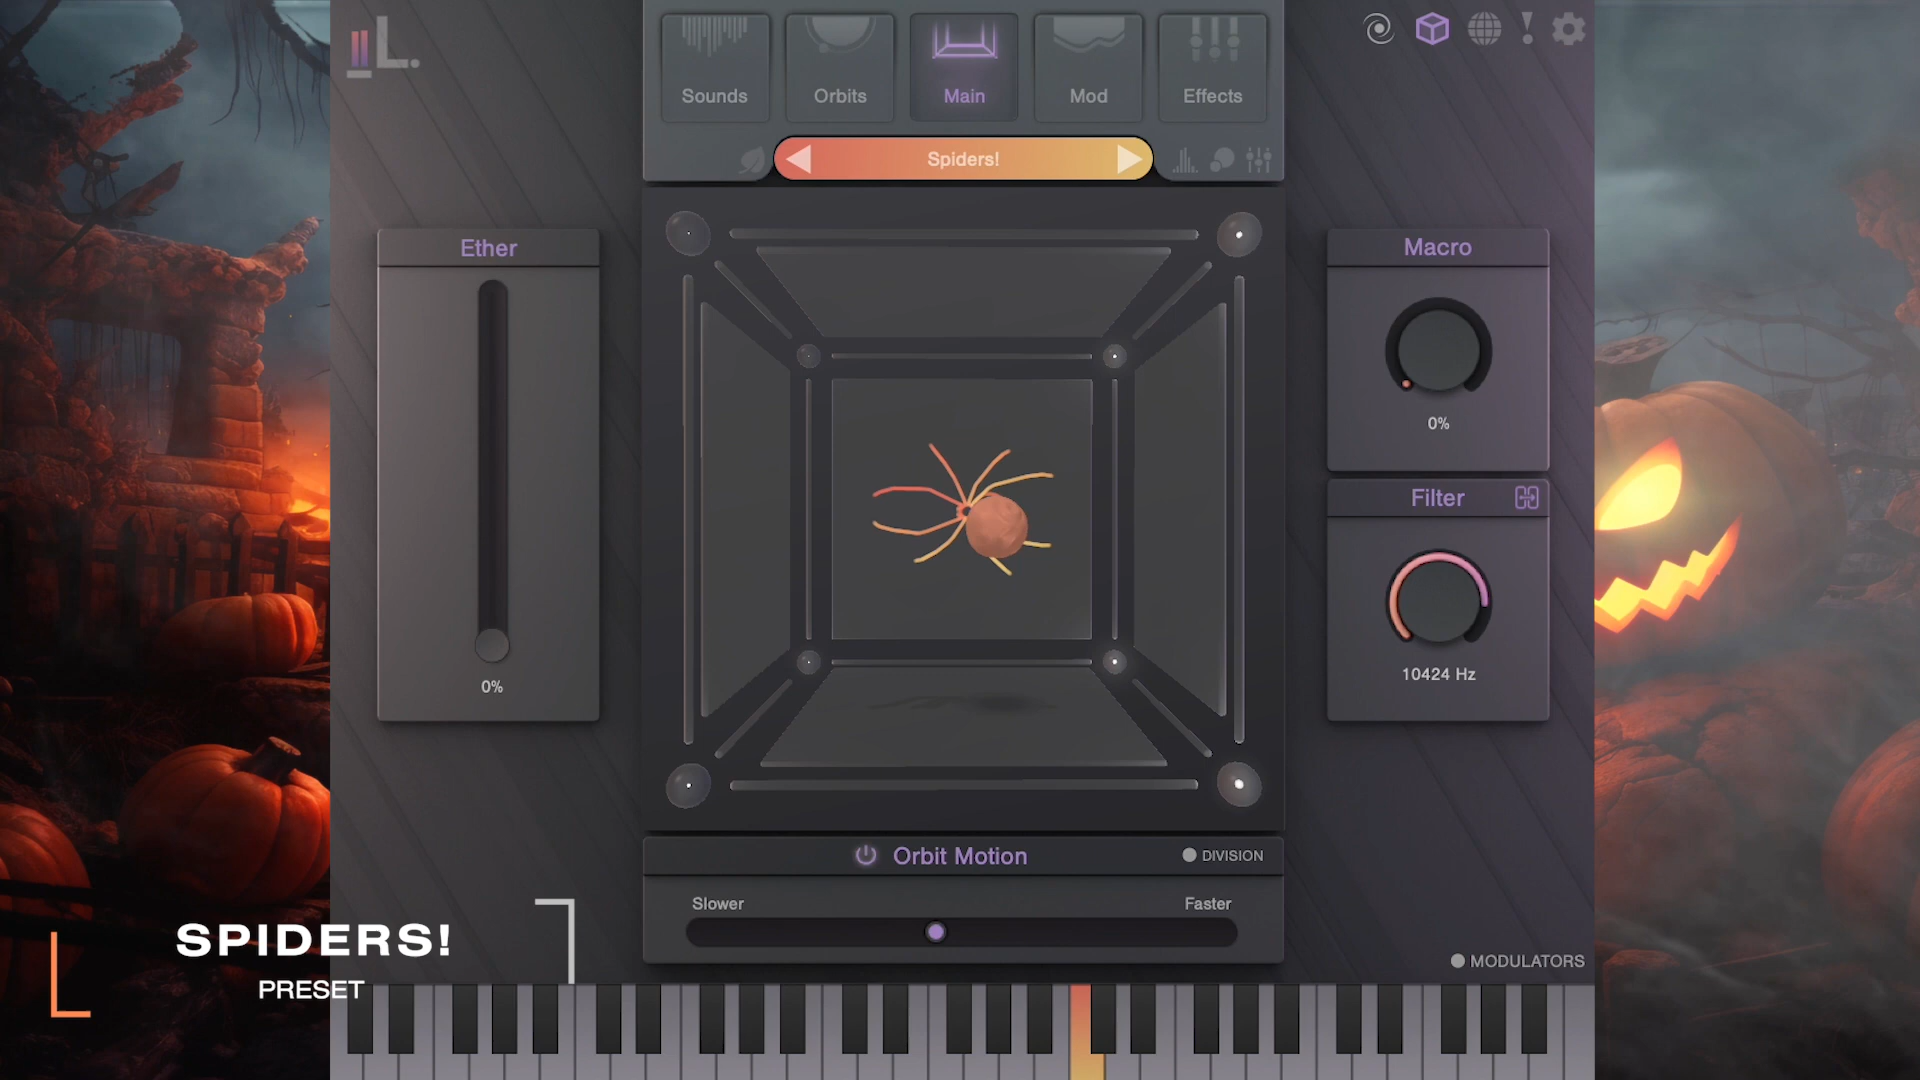 L.
Sounds
Orbits
Main
Mod
Effects
Spiders!
Ether
0%
Macro
0%
Filter
10424 Hz
Orbit Motion
DIVISION
Slower
Faster
MODULATORS
SPIDERS!
PRESET